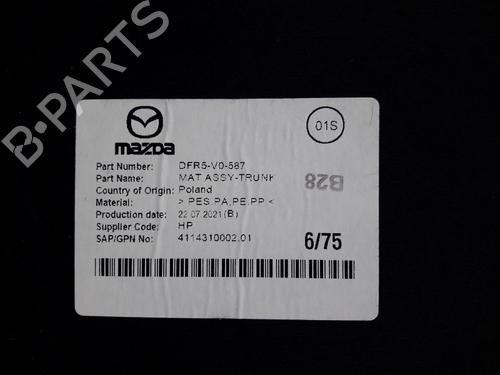 B-PARTS
01S
mazda
Part Number: DFR5-V0-587
Part Name: MAT ASSY-TRUNK
Country of Origin: Poland
Material: > PES,PA,PE,PP <
Production date: 22.07.2021(B)
Supplier Code: HP
SAP/GPN No: 4114310002.01
B28
6/75